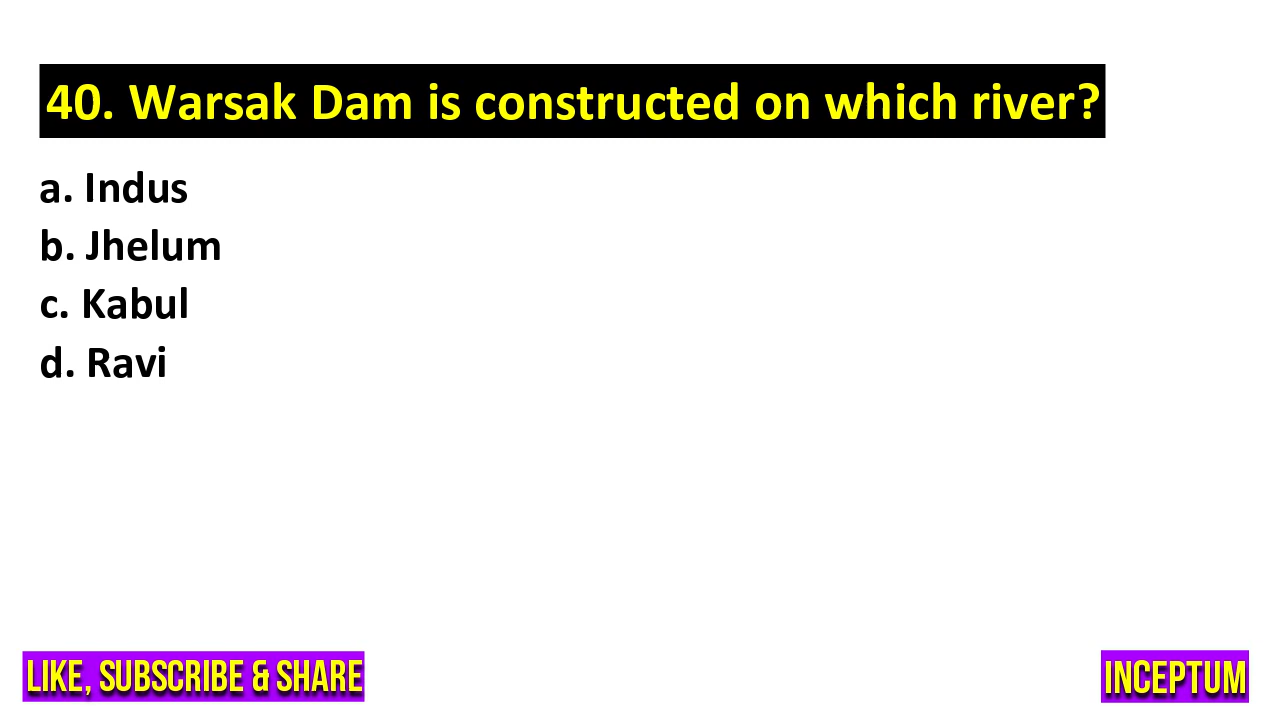 40. Warsak Dam is constructed on which river?
a. Indus
b. Jhelum
c. Kabul
d. Ravi
LIKE, SUBSCRIBE & SHARE
INCEPTUM